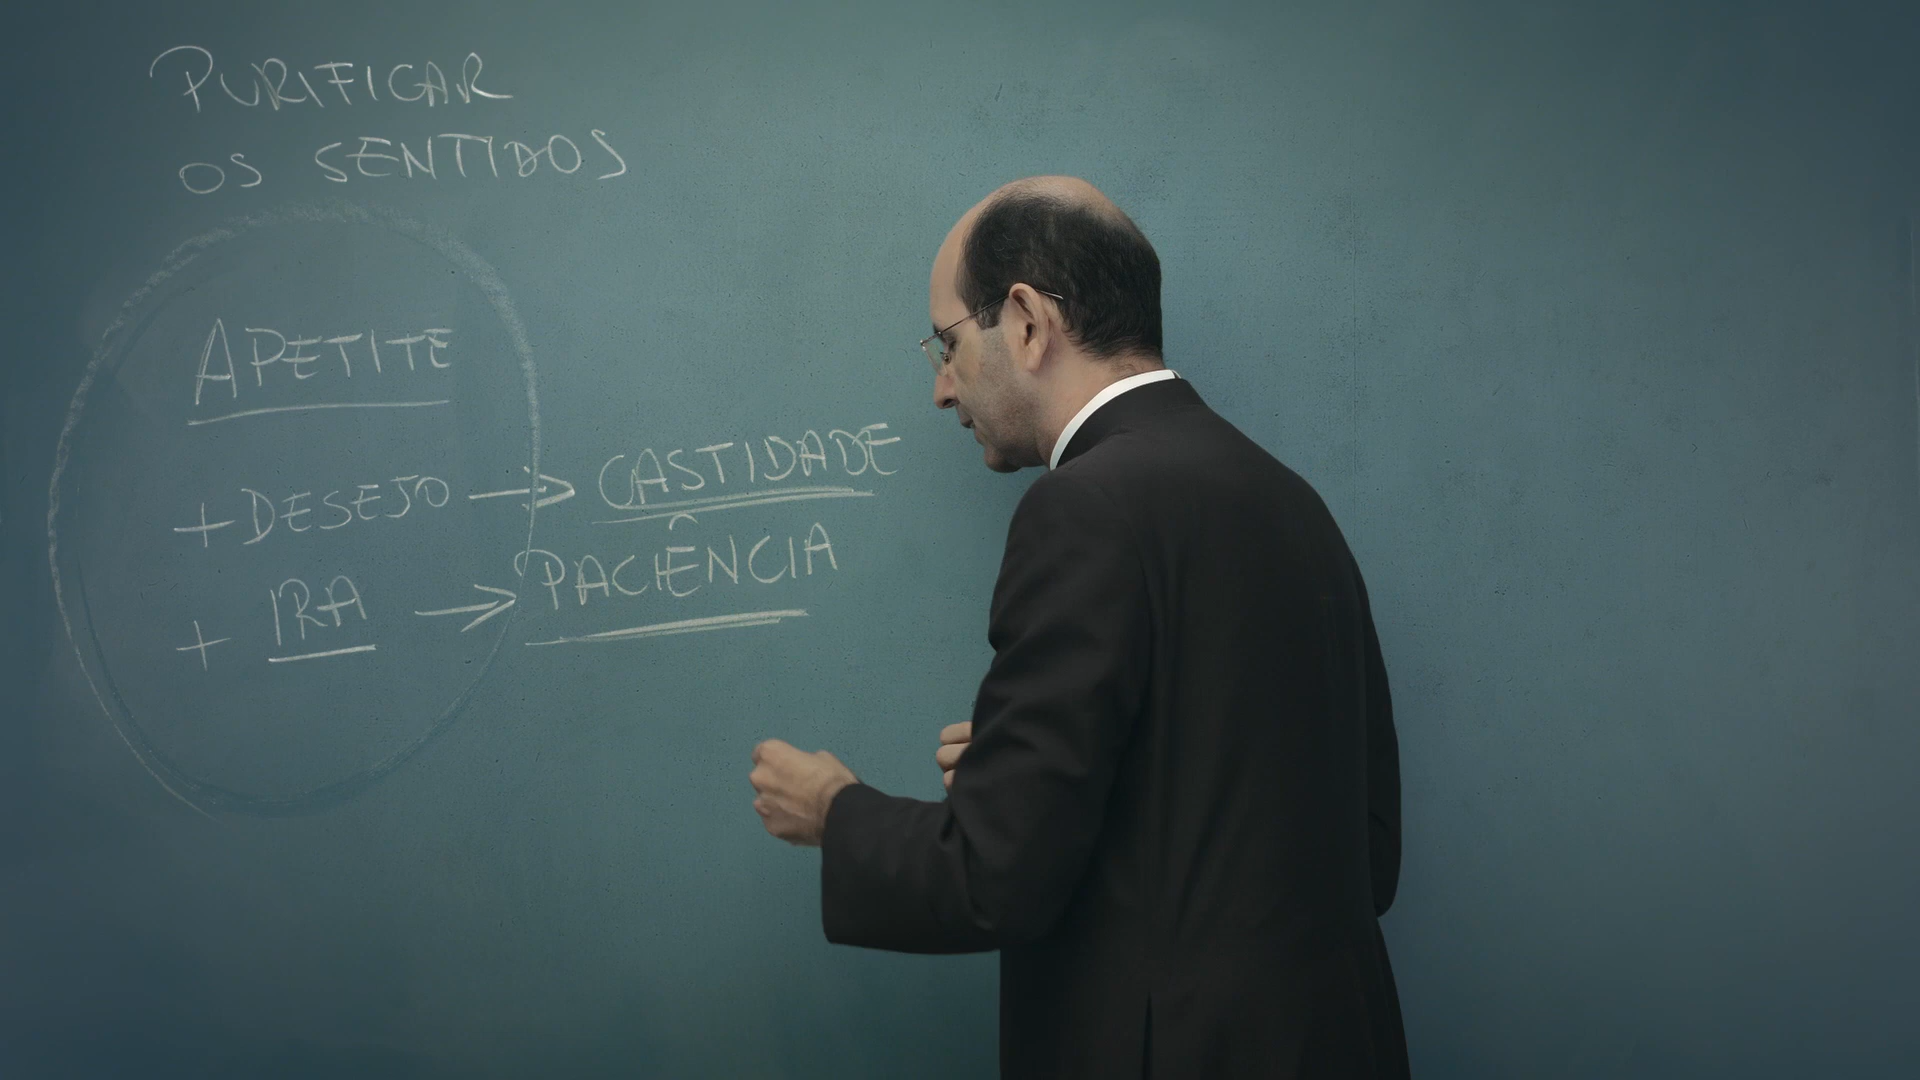 PURIFICAR
OS SENTIDOS
APETITE
+ DESEJO → CASTIDADE
+ IRA → PACIÊNCIA